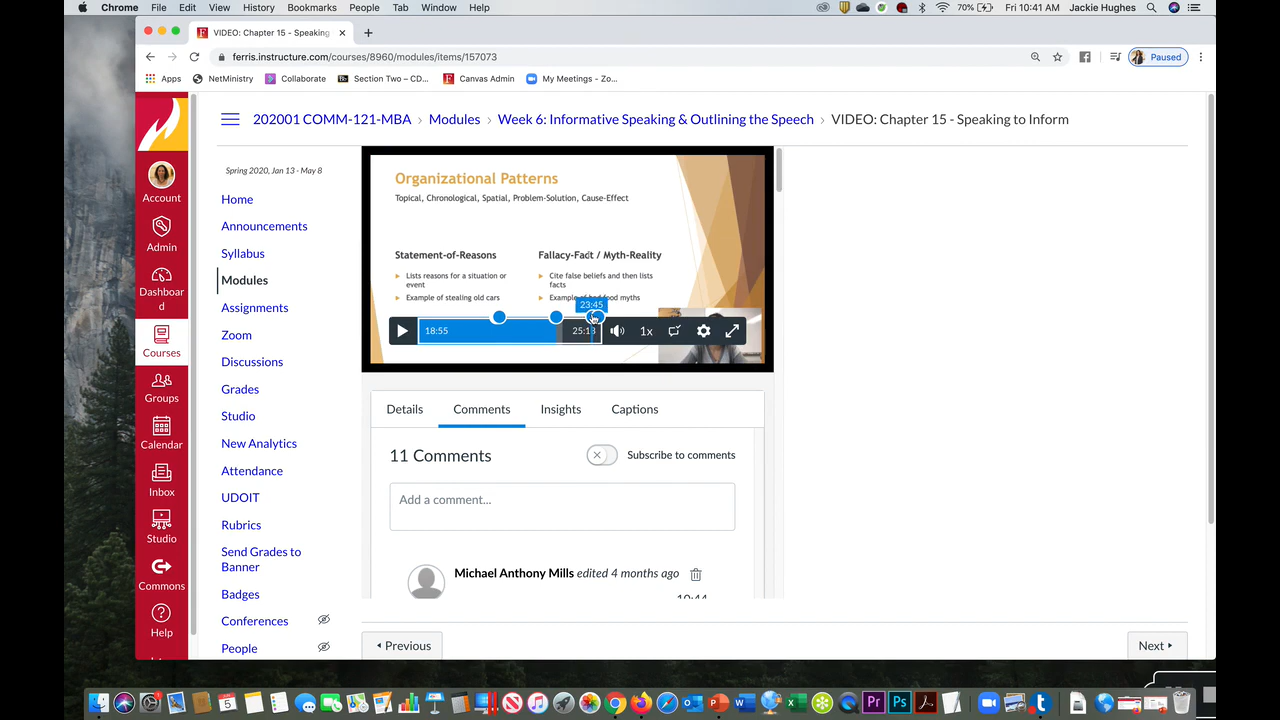 Chrome File Edit View History Bookmarks People Tab Window Help 70% Fri 10:41 AM Jackie Hughes
VIDEO: Chapter 15 - Speaking
ferris.instructure.com/courses/8960/modules/items/157073
Paused
Apps NetMinistry Collaborate Section Two – CD... Canvas Admin My Meetings - Zo...
202001 COMM-121-MBA › Modules › Week 6: Informative Speaking & Outlining the Speech › VIDEO: Chapter 15 - Speaking to Inform
Account
Admin
Dashboar
d
Courses
Groups
Calendar
Inbox
Studio
Commons
Help
Spring 2020, Jan 13 - May 8
Home
Announcements
Syllabus
Modules
Assignments
Zoom
Discussions
Grades
Studio
New Analytics
Attendance
UDOIT
Rubrics
Send Grades to
Banner
Badges
Conferences
People
Organizational Patterns
Topical, Chronological, Spatial, Problem-Solution, Cause-Effect
Statement-of-Reasons
Lists reasons for a situation or
event
Example of stealing old cars
Fallacy-Fact / Myth-Reality
Cite false beliefs and then lists
facts
Example of food myths
23:45
18:55
1x
Details Comments Insights Captions
11 Comments
Subscribe to comments
Add a comment...
Michael Anthony Mills edited 4 months ago
Previous
Next